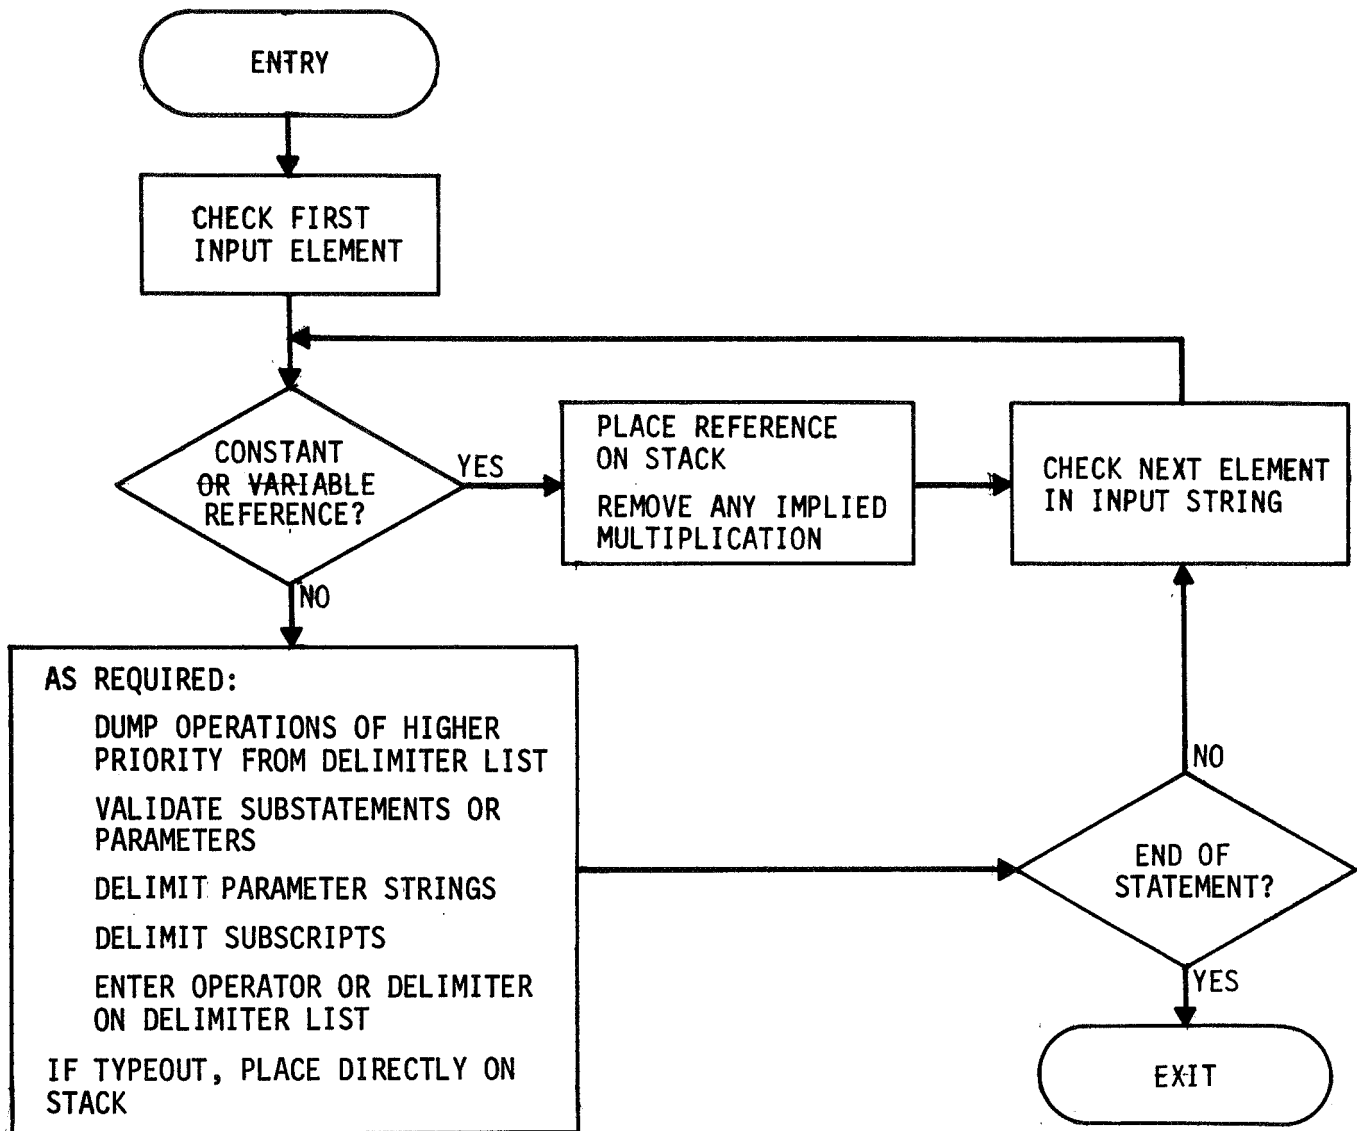 ENTRY
CHECK FIRST
INPUT ELEMENT
CONSTANT
OR VARIABLE
REFERENCE?
YES
PLACE REFERENCE
ON STACK
REMOVE ANY IMPLIED
MULTIPLICATION
CHECK NEXT ELEMENT
IN INPUT STRING
NO
AS REQUIRED:
DUMP OPERATIONS OF HIGHER
PRIORITY FROM DELIMITER LIST
VALIDATE SUBSTATEMENTS OR
PARAMETERS
DELIMIT PARAMETER STRINGS
DELIMIT SUBSCRIPTS
ENTER OPERATOR OR DELIMITER
ON DELIMITER LIST
IF TYPEOUT, PLACE DIRECTLY ON
STACK
NO
END OF
STATEMENT?
YES
EXIT